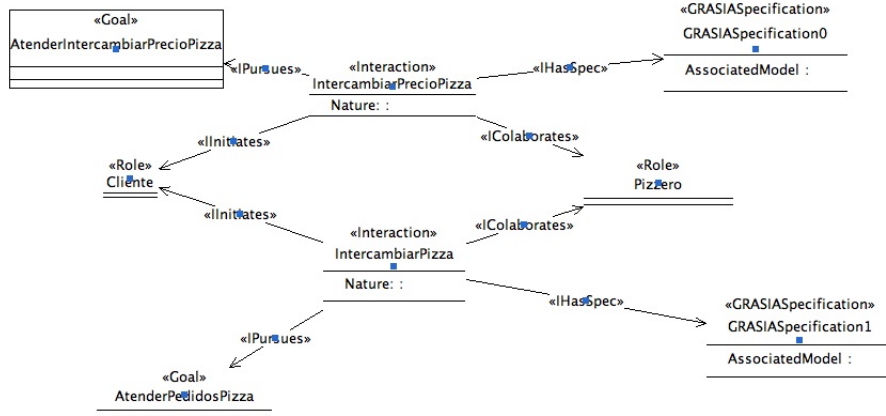 «Goal»
AtenderIntercambiarPrecioPizza
«GRASIASpecification»
GRASIASpecification0
AssociatedModel :
«IPursues»
«Interaction»
IntercambiarPrecioPizza
Nature: :
«IHasSpec»
«IInitiates»
«IColaborates»
«Role»
Cliente
«Role»
Pizzero
«IInitiates»
«Interaction»
IntercambiarPizza
Nature: :
«IColaborates»
«IHasSpec»
«GRASIASpecification»
GRASIASpecification1
AssociatedModel :
«IPursues»
«Goal»
AtenderPedidosPizza